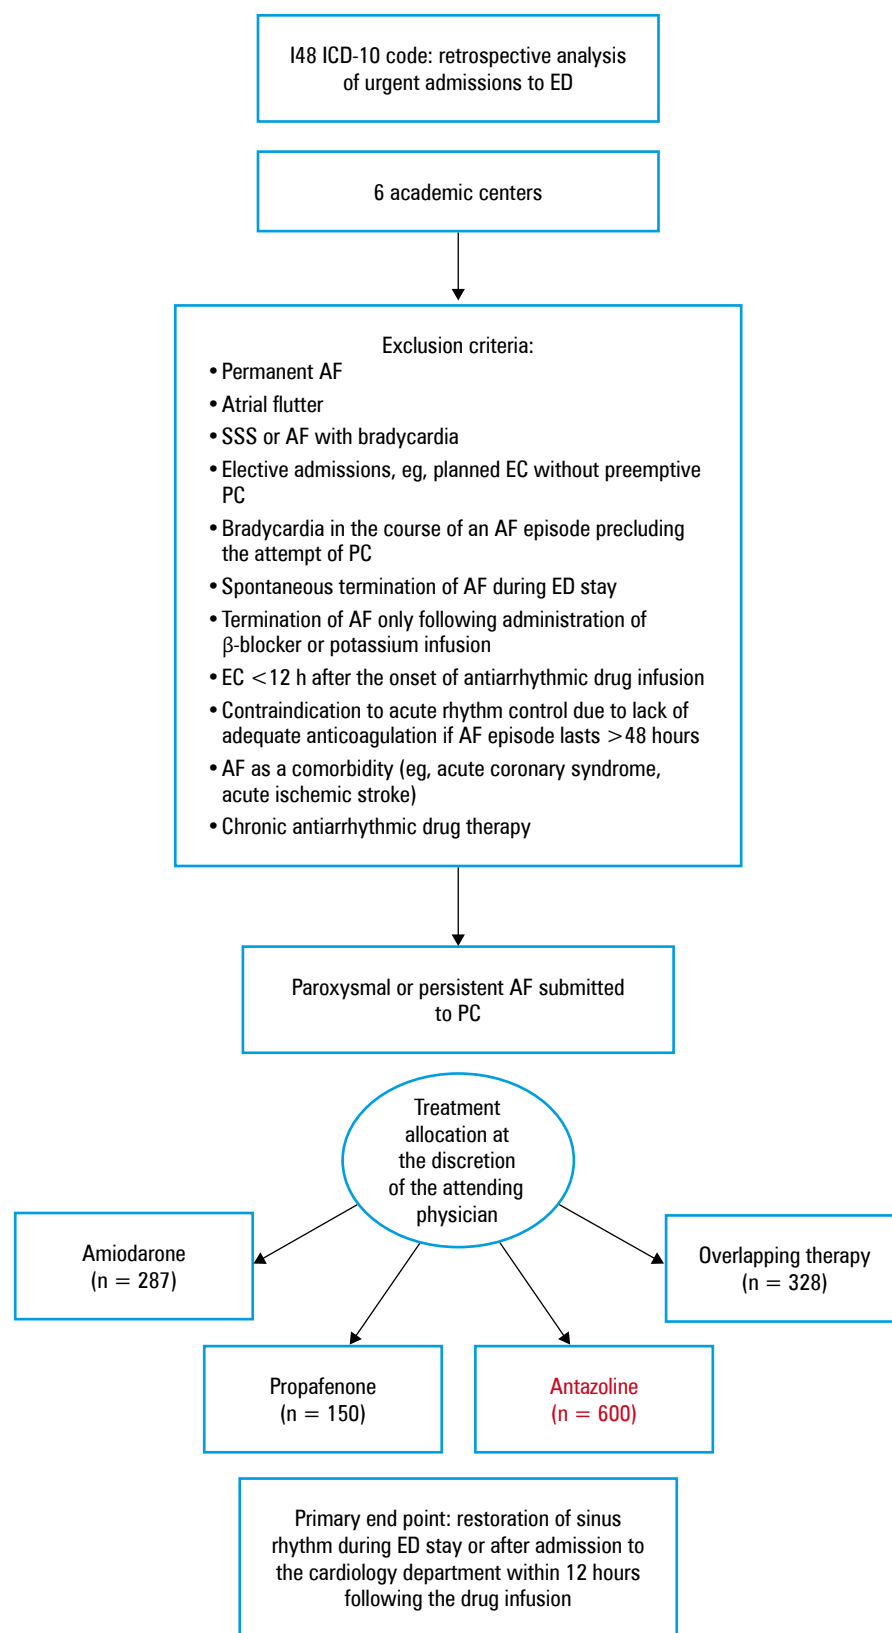 I48 ICD-10 code: retrospective analysis
of urgent admissions to ED
6 academic centers
Exclusion criteria:
• Permanent AF
• Atrial flutter
• SSS or AF with bradycardia
• Elective admissions, eg, planned EC without preemptive
PC
• Bradycardia in the course of an AF episode precluding
the attempt of PC
• Spontaneous termination of AF during ED stay
• Termination of AF only following administration of
β-blocker or potassium infusion
• EC <12 h after the onset of antiarrhythmic drug infusion
• Contraindication to acute rhythm control due to lack of
adequate anticoagulation if AF episode lasts >48 hours
• AF as a comorbidity (eg, acute coronary syndrome,
acute ischemic stroke)
• Chronic antiarrhythmic drug therapy
Paroxysmal or persistent AF submitted
to PC
Treatment
allocation at
the discretion
of the attending
physician
Amiodarone
(n = 287)
Overlapping therapy
(n = 328)
Propafenone
(n = 150)
Antazoline
(n = 600)
Primary end point: restoration of sinus
rhythm during ED stay or after admission to
the cardiology department within 12 hours
following the drug infusion